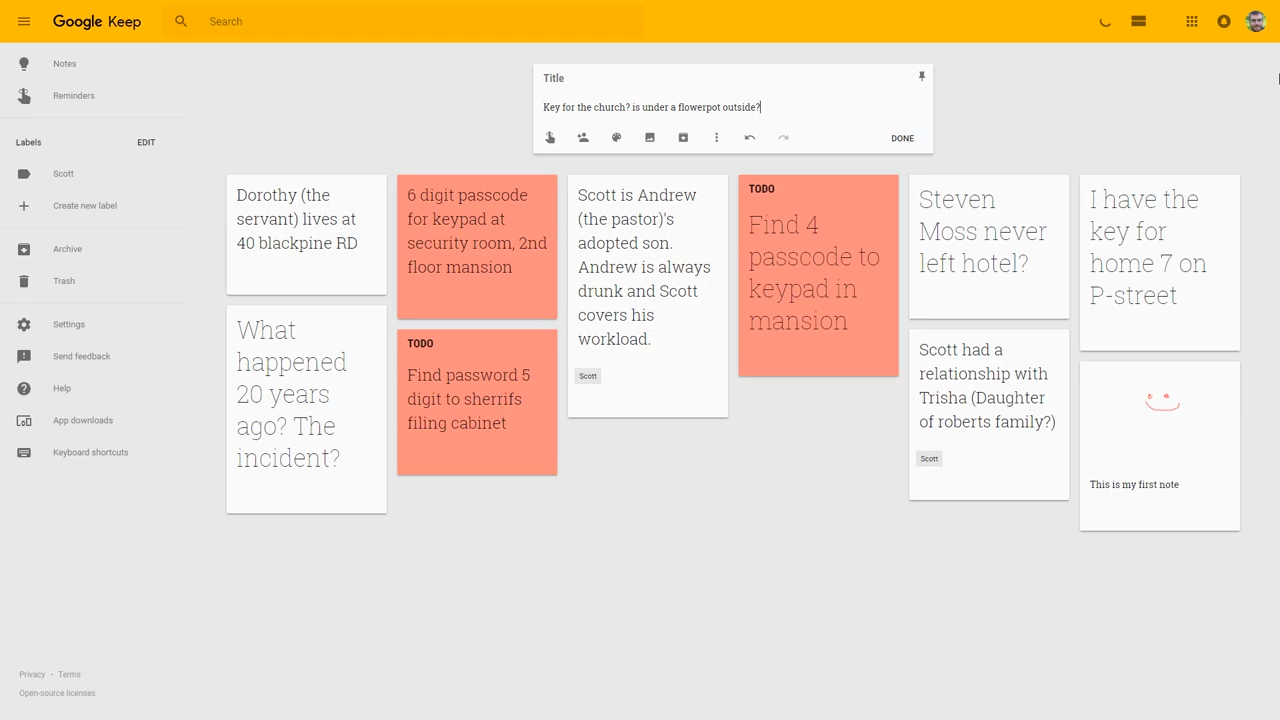 Google Keep
Search
Notes
Reminders
Labels
EDIT
Scott
Create new label
Archive
Trash
Settings
Send feedback
Help
App downloads
Keyboard shortcuts
Privacy · Terms
Open-source licenses
Title
Key for the church? is under a flowerpot outside?
DONE
Dorothy (the
servant) lives at
40 blackpine RD
What
happened
20 years
ago? The
incident?
6 digit passcode
for keypad at
security room, 2nd
floor mansion
TODO
Find password 5
digit to sherrifs
filing cabinet
Scott is Andrew
(the pastor)'s
adopted son.
Andrew is always
drunk and Scott
covers his
workload.
Scott
TODO
Find 4
passcode to
keypad in
mansion
Steven
Moss never
left hotel?
Scott had a
relationship with
Trisha (Daughter
of roberts family?)
Scott
I have the
key for
home 7 on
P-street
This is my first note